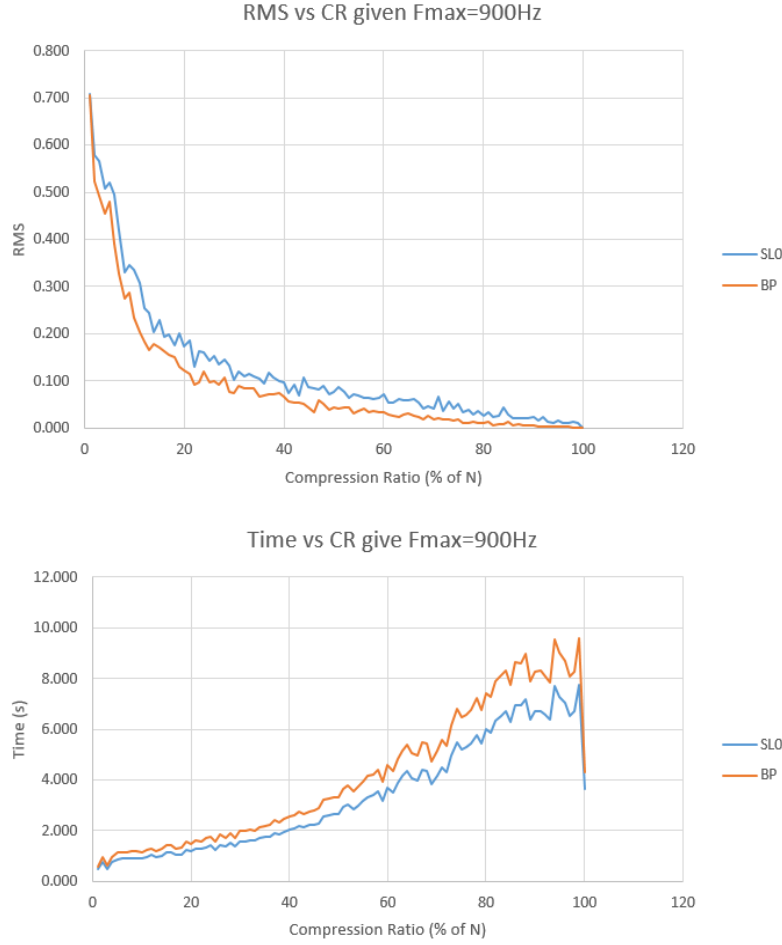 RMS vs CR given Fmax=900Hz
0.800
0.700
0.600
0.500
0.400
0.300
0.200
0.100
0.000
RMS
0 20 40 60 80 100 120
Compression Ratio (% of N)
SL0
BP
Time vs CR give Fmax=900Hz
12.000
10.000
8.000
6.000
4.000
2.000
0.000
Time (s)
0 20 40 60 80 100 120
Compression Ratio (% of N)
SL0
BP